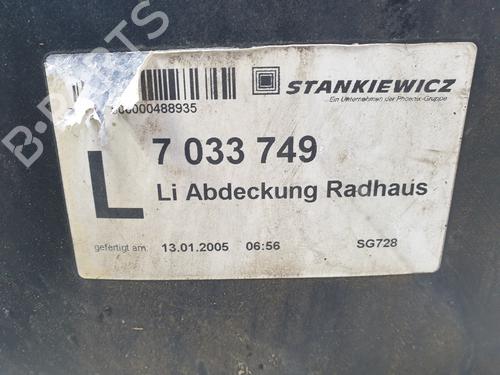 B-PARTS
STANKIEWICZ
Ein Unternehmen der Phoenix-Gruppe
000000488935
L 7 033 749
Li Abdeckung Radhaus
gefertigt am: 13.01.2005 06:56 SG728